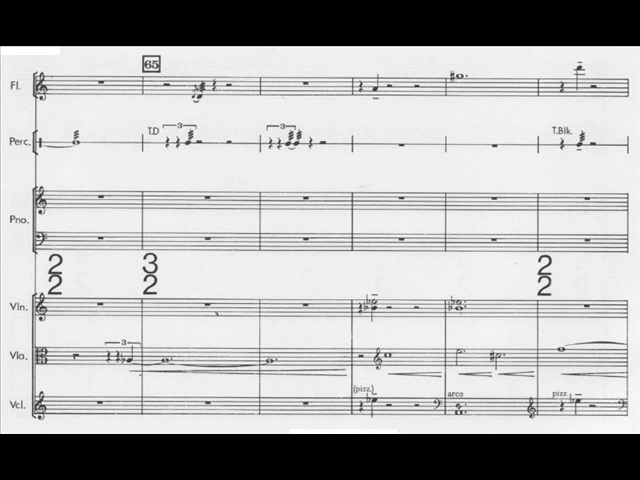 65
Fl.
3
3
T.D
T.Blk.
Perc.
Pno.
2 3 2
2 2 2
Vln.
3
Vla.
(pizz.) arco pizz.
Vcl.